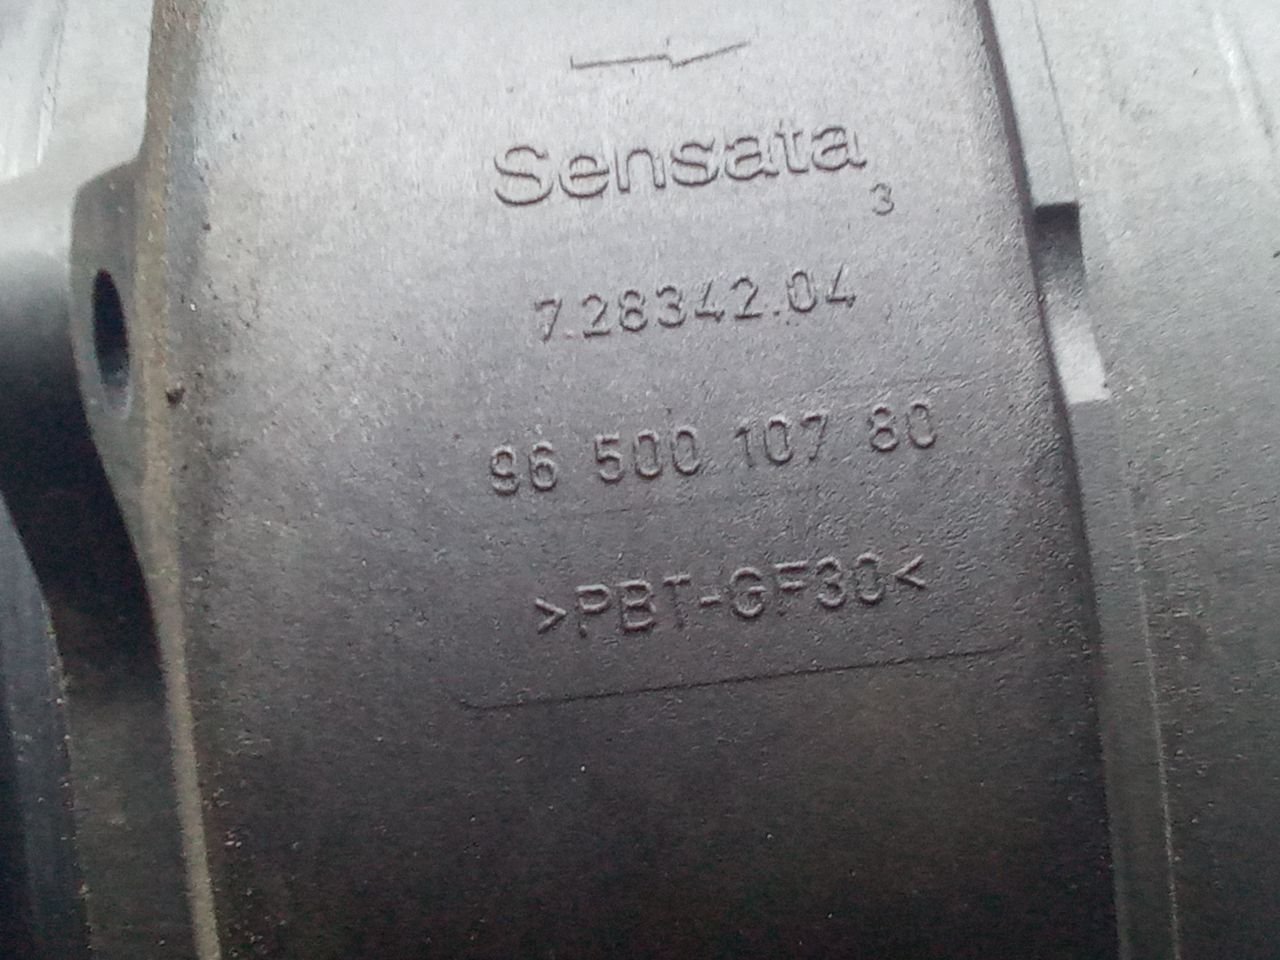 Sensata
3
7.28342.04
96 500 107 80
>PBT-GF30<